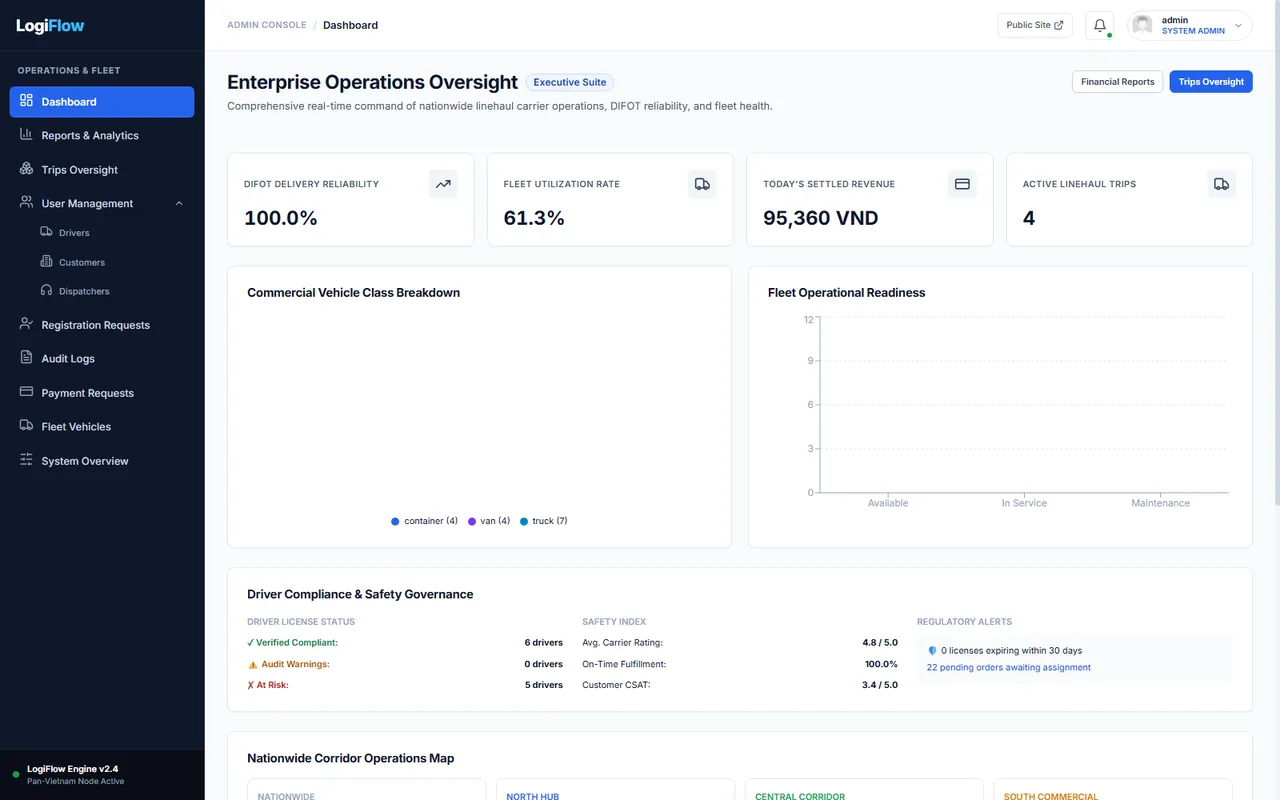 LogiFlow
OPERATIONS & FLEET
Dashboard
Reports & Analytics
Trips Oversight
User Management
Drivers
Customers
Dispatchers
Registration Requests
Audit Logs
Payment Requests
Fleet Vehicles
System Overview
LogiFlow Engine v2.4
Pan-Vietnam Node Active
ADMIN CONSOLE / Dashboard
Public Site
admin
SYSTEM ADMIN
Enterprise Operations Oversight
Executive Suite
Comprehensive real-time command of nationwide linehaul carrier operations, DIFOT reliability, and fleet health.
Financial Reports
Trips Oversight
DIFOT DELIVERY RELIABILITY
100.0%
FLEET UTILIZATION RATE
61.3%
TODAY'S SETTLED REVENUE
95,360 VND
ACTIVE LINEHAUL TRIPS
4
Commercial Vehicle Class Breakdown
container (4) van (4) truck (7)
Fleet Operational Readiness
12
9
6
3
0
Available In Service Maintenance
Driver Compliance & Safety Governance
DRIVER LICENSE STATUS
✓ Verified Compliant: 6 drivers
⚠ Audit Warnings: 0 drivers
✗ At Risk: 5 drivers
SAFETY INDEX
Avg. Carrier Rating: 4.8 / 5.0
On-Time Fulfillment: 100.0%
Customer CSAT: 3.4 / 5.0
REGULATORY ALERTS
0 licenses expiring within 30 days
22 pending orders awaiting assignment
Nationwide Corridor Operations Map
NATIONWIDE
NORTH HUB
CENTRAL CORRIDOR
SOUTH COMMERCIAL